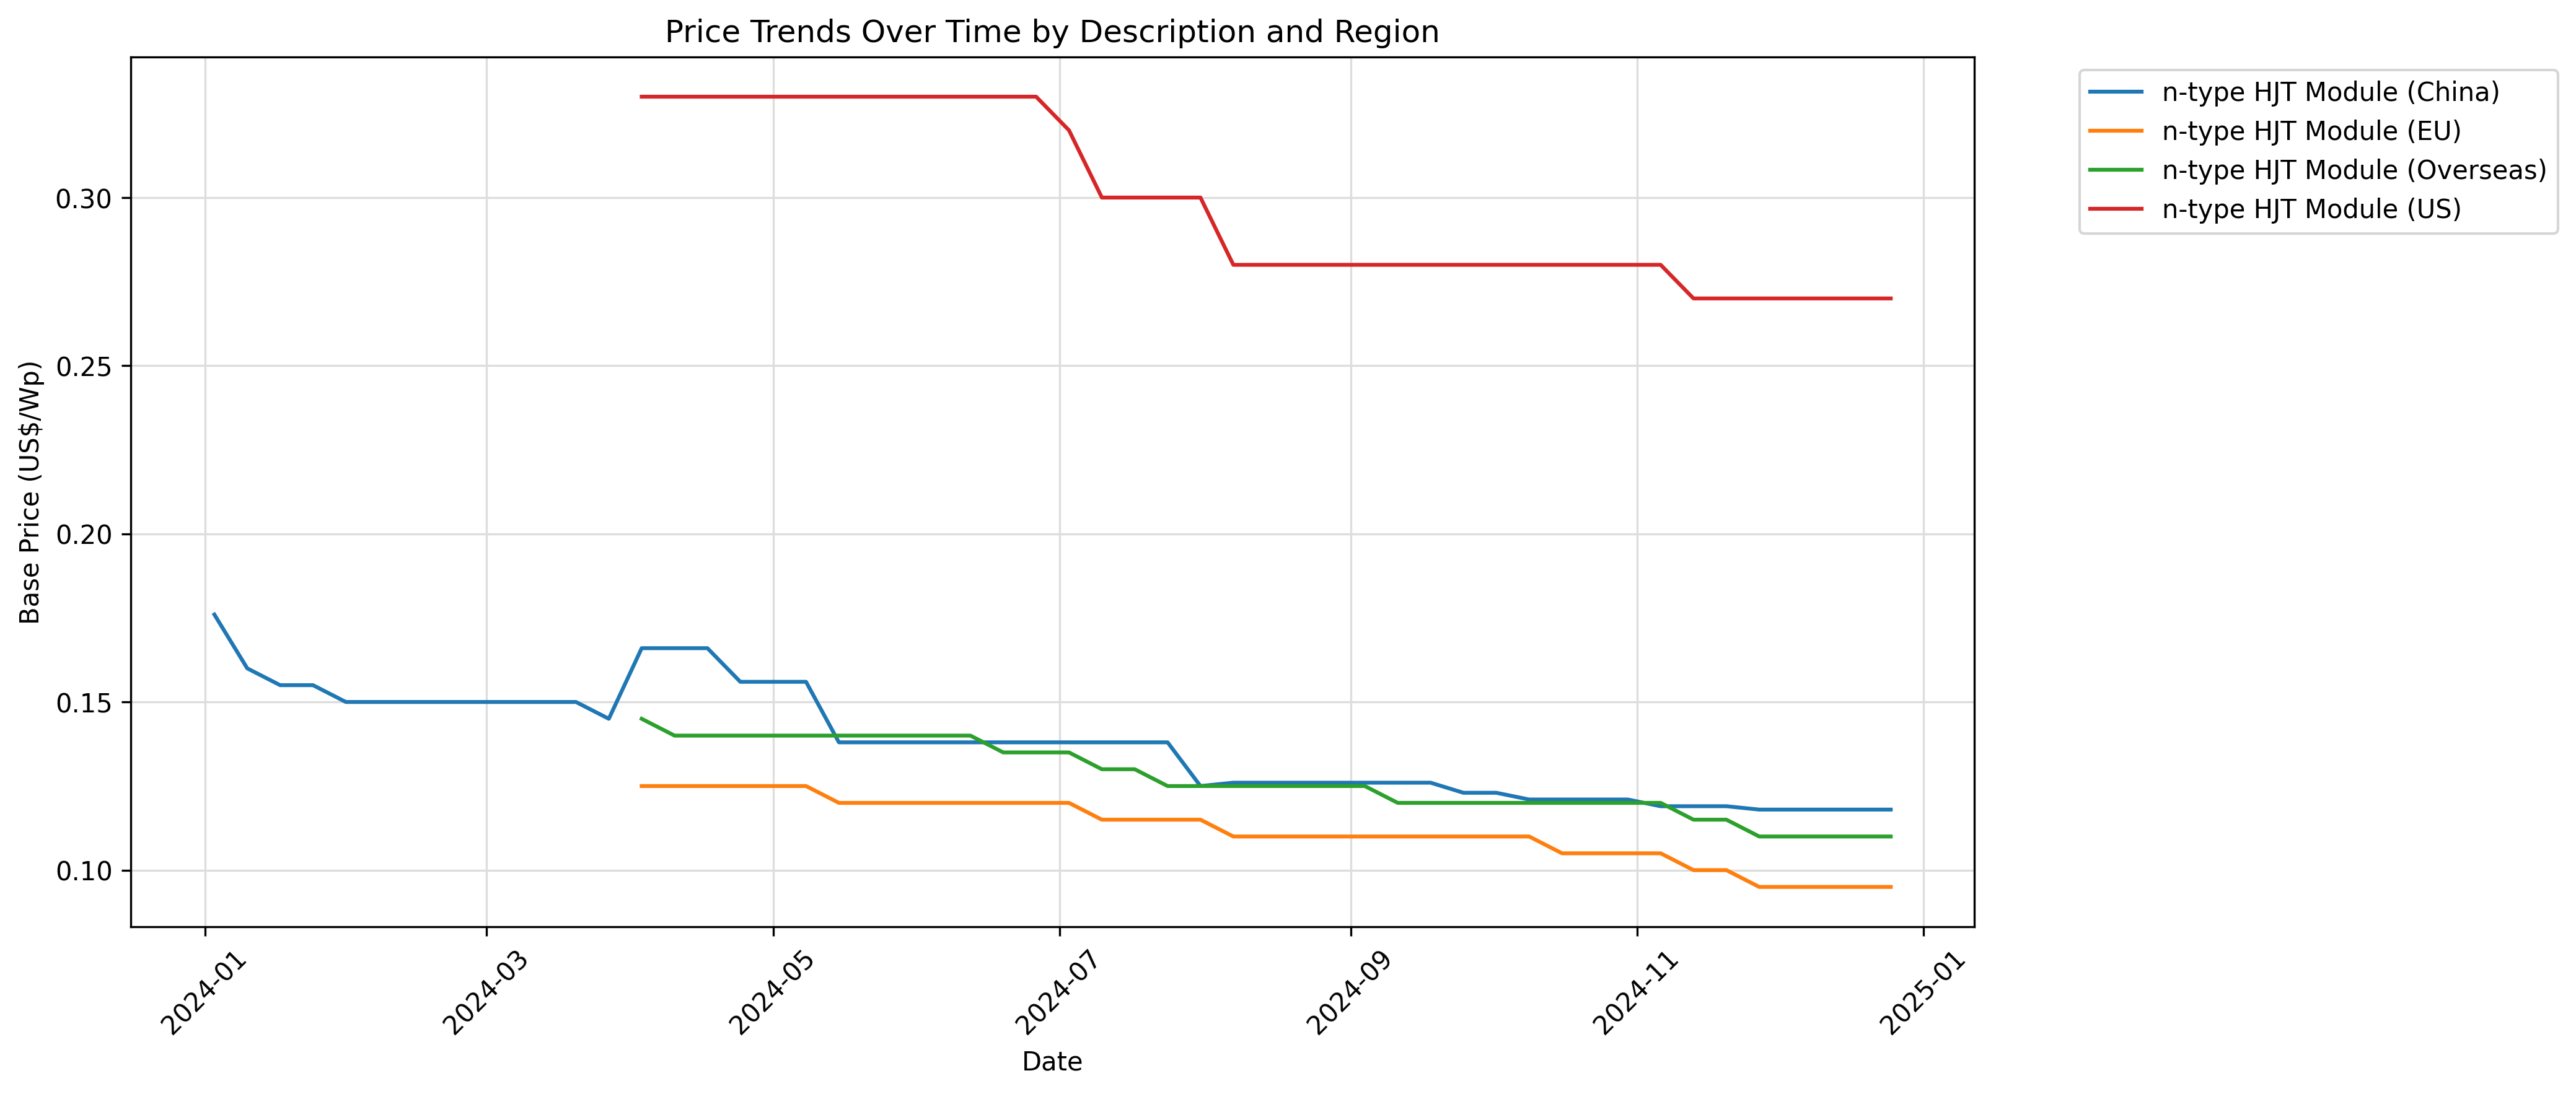 Price Trends Over Time by Description and Region
n-type HJT Module (China)
n-type HJT Module (EU)
n-type HJT Module (Overseas)
n-type HJT Module (US)
Base Price (US$/Wp)
0.30
0.25
0.20
0.15
0.10
2024-01
2024-03
2024-05
2024-07
2024-09
2024-11
2025-01
Date